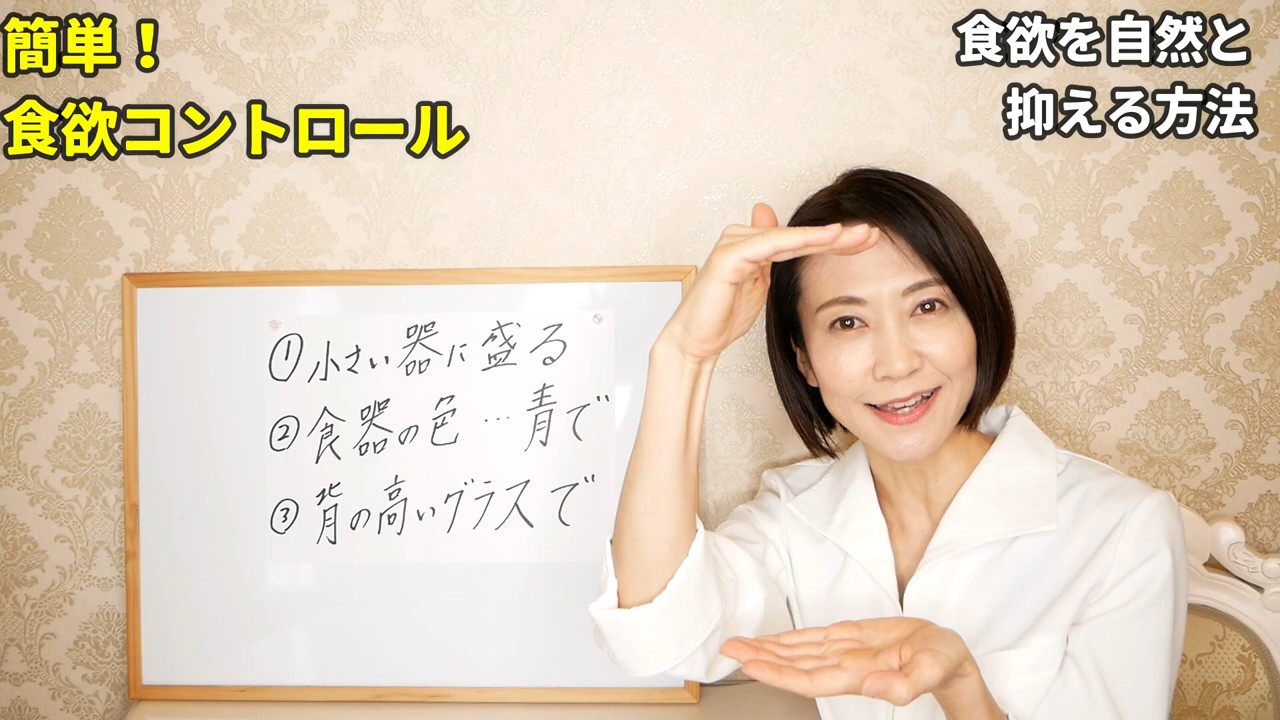 簡単！
食欲コントロール
食欲を自然と
抑える方法
①小さい器に盛る
②食器の色…青で
③背の高いグラスで